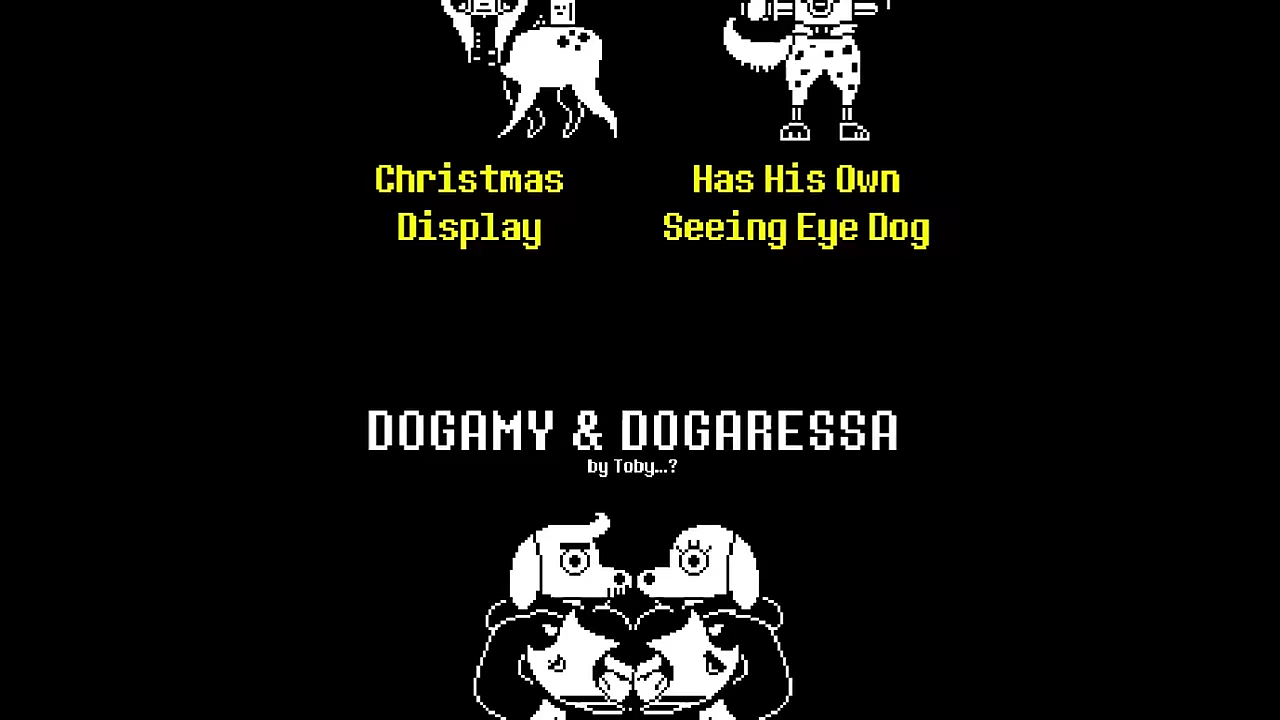 Christmas
Display
Has His Own
Seeing Eye Dog
DOGAMY & DOGARESSA
by Toby...?